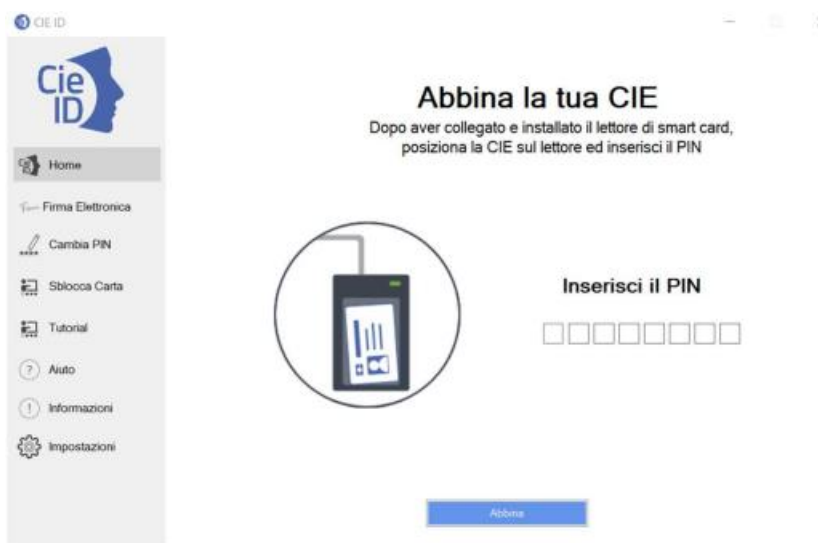 CIE ID
Cie
ID
Home
Firma Elettronica
Cambia PIN
Sblocca Carta
Tutorial
Aiuto
Informazioni
Impostazioni
Abbina la tua CIE
Dopo aver collegato e installato il lettore di smart card,
posiziona la CIE sul lettore ed inserisci il PIN
Inserisci il PIN
Abbina